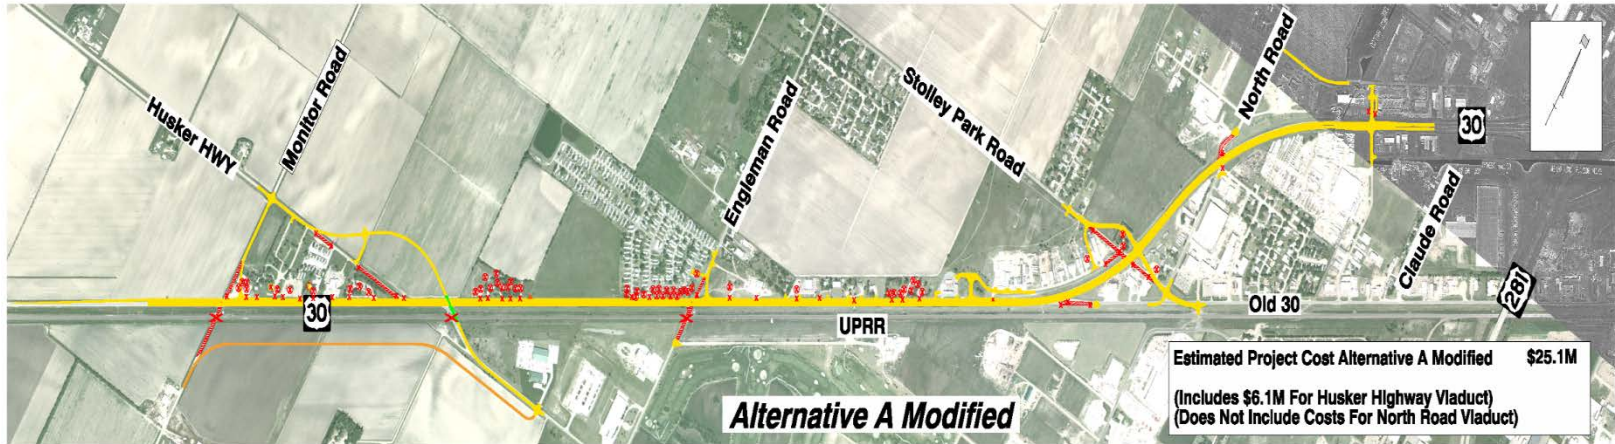 Husker HWY
Monitor Road
Engleman Road
Stolley Park Road
North Road
30
Claude Road
281
30
Old 30
UPRR
Alternative A Modified
Estimated Project Cost Alternative A Modified $25.1M
(Includes $6.1M For Husker Highway Viaduct)
(Does Not Include Costs For North Road Viaduct)